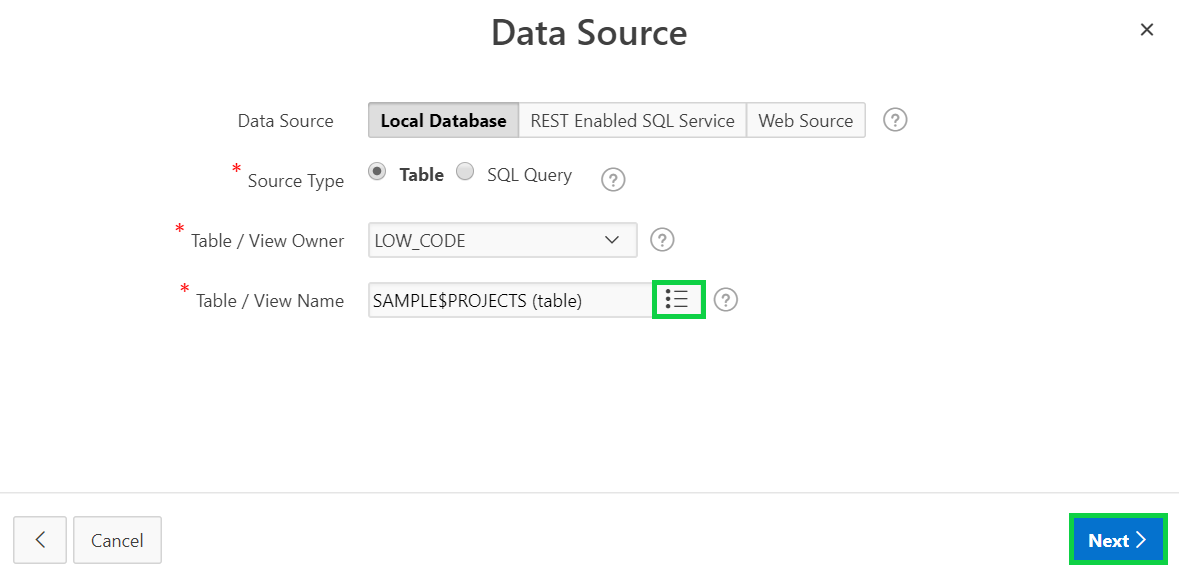 Data Source
Data Source Local Database REST Enabled SQL Service Web Source ?
* Source Type Table SQL Query ?
* Table / View Owner LOW_CODE ?
* Table / View Name SAMPLE$PROJECTS (table) ?
Cancel Next